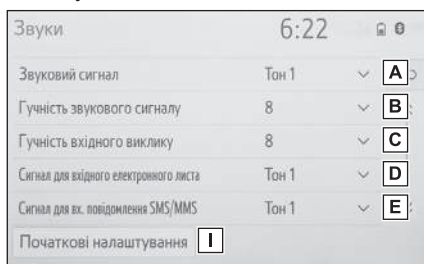 Звуки 6:22
Звуковий сигнал Тон 1 A
Гучність звукового сигналу 8 B
Гучність вхідного виклику 8 C
Сигнал для вхідного електронного листа Тон 1 D
Сигнал для вх. повідомлення SMS/MMS Тон 1 E
Початкові налаштування I